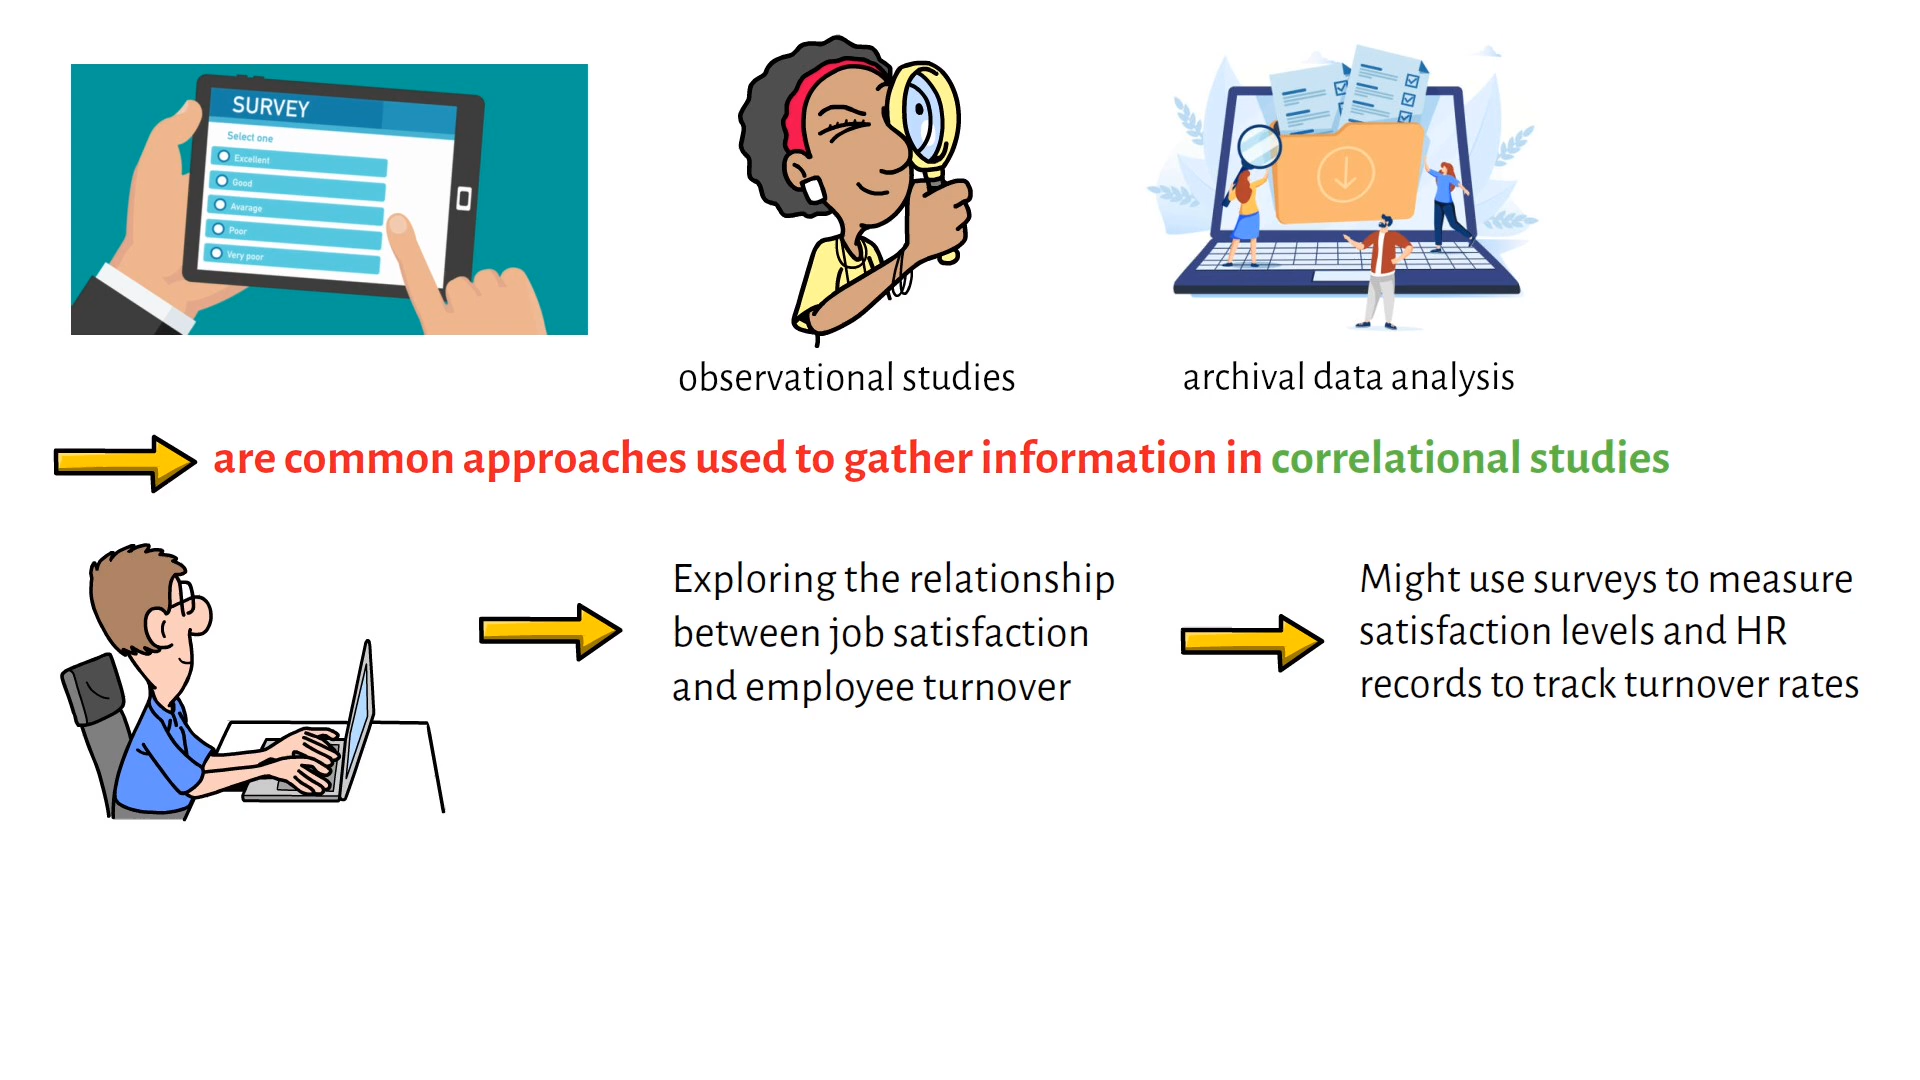 SURVEY
Select one
Excellent
Good
Avarage
Poor
Very poor
observational studies
archival data analysis
are common approaches used to gather information in correlational studies
Exploring the relationship
between job satisfaction
and employee turnover
Might use surveys to measure
satisfaction levels and HR
records to track turnover rates